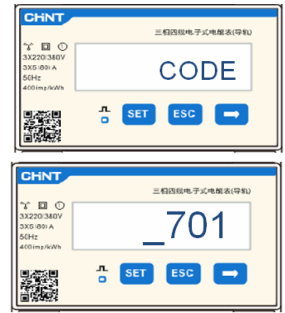 CHNT
三相四线电子式电能表(导轨)
3X220/380V
3X5(80)A
50Hz
400imp/kWh
CODE
SET
ESC
CHNT
三相四线电子式电能表(导轨)
3X220/380V
3X5(80)A
50Hz
400imp/kWh
_701
SET
ESC